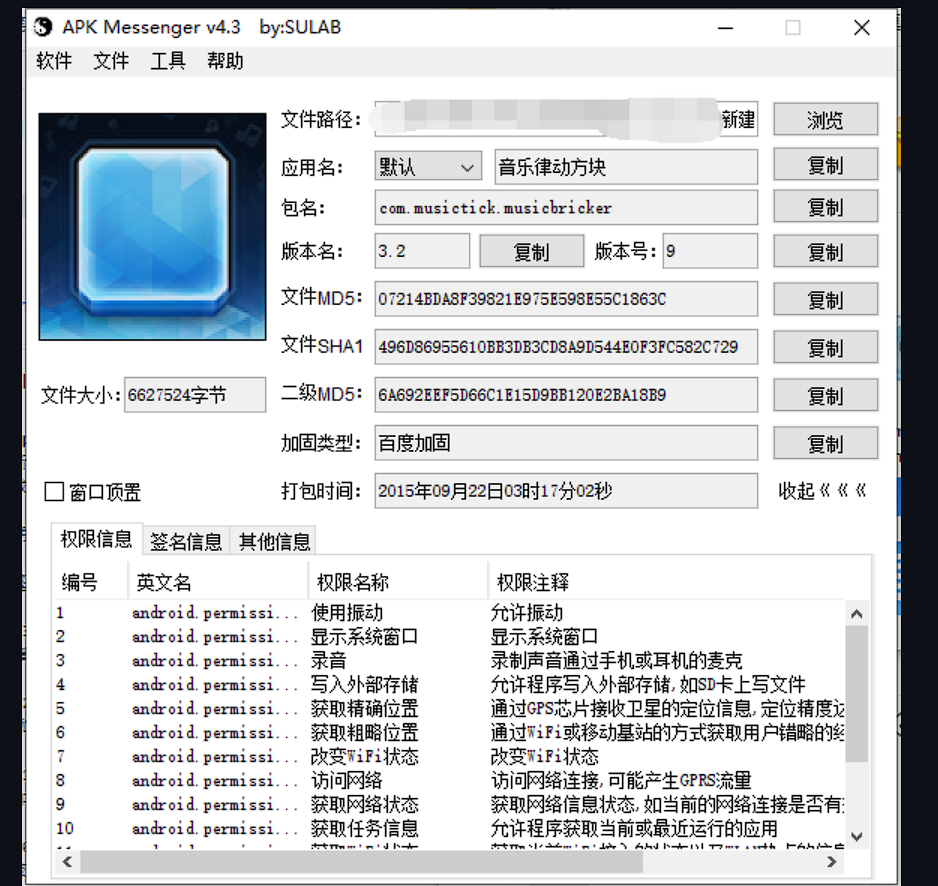 APK Messenger v4.3 by:SULAB
软件 文件 工具 帮助
文件路径: 新建 浏览
应用名: 默认 音乐律动方块 复制
包名: com.musictick.musicbricker 复制
版本名: 3.2 复制 版本号: 9 复制
文件MD5: 07214BDA8F39821E975E598E55C1863C 复制
文件SHA1 496D86955610BB3DB3CD8A9D544E0F3FC582C729 复制
文件大小: 6627524字节 二级MD5: 6A692EEF5D66C1E15D9BB120E2BA18B9 复制
加固类型: 百度加固 复制
窗口顶置 打包时间: 2015年09月22日03时17分02秒 收起《《《
权限信息 签名信息 其他信息
编号 英文名 权限名称 权限注释
1 android.permissi... 使用振动 允许振动
2 android.permissi... 显示系统窗口 显示系统窗口
3 android.permissi... 录音 录制声音通过手机或耳机的麦克
4 android.permissi... 写入外部存储 允许程序写入外部存储,如SD卡上写文件
5 android.permissi... 获取精确位置 通过GPS芯片接收卫星的定位信息,定位精度达
6 android.permissi... 获取粗略位置 通过WiFi或移动基站的方式获取用户错略的经
7 android.permissi... 改变WiFi状态 改变WiFi状态
8 android.permissi... 访问网络 访问网络连接,可能产生GPRS流量
9 android.permissi... 获取网络状态 获取网络信息状态,如当前的网络连接是否有
10 android.permissi... 获取任务信息 允许程序获取当前或最近运行的应用